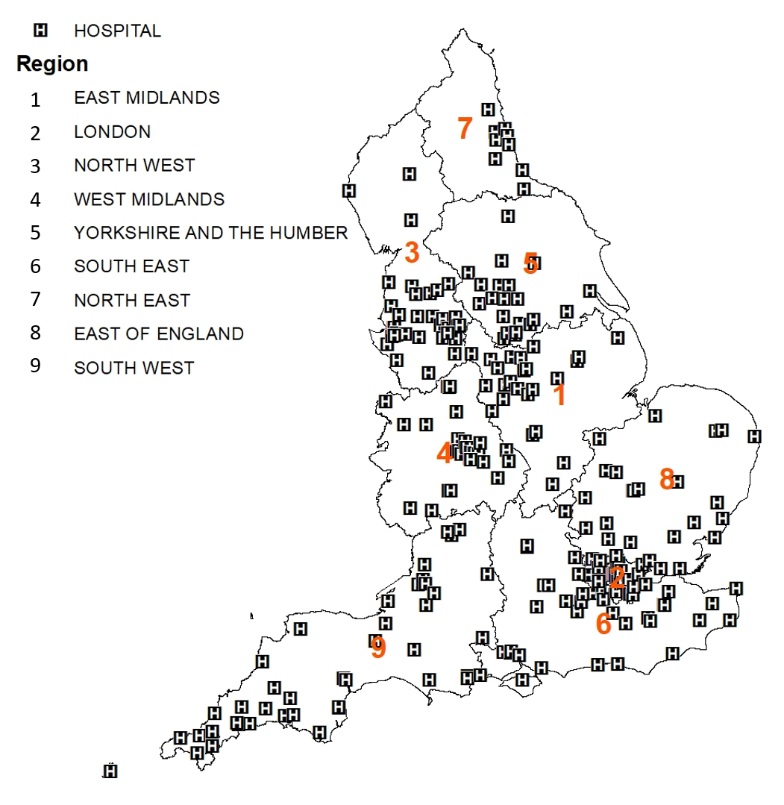 H HOSPITAL
Region
1 EAST MIDLANDS
2 LONDON
3 NORTH WEST
4 WEST MIDLANDS
5 YORKSHIRE AND THE HUMBER
6 SOUTH EAST
7 NORTH EAST
8 EAST OF ENGLAND
9 SOUTH WEST
7
3
5
1
4
8
2
6
9